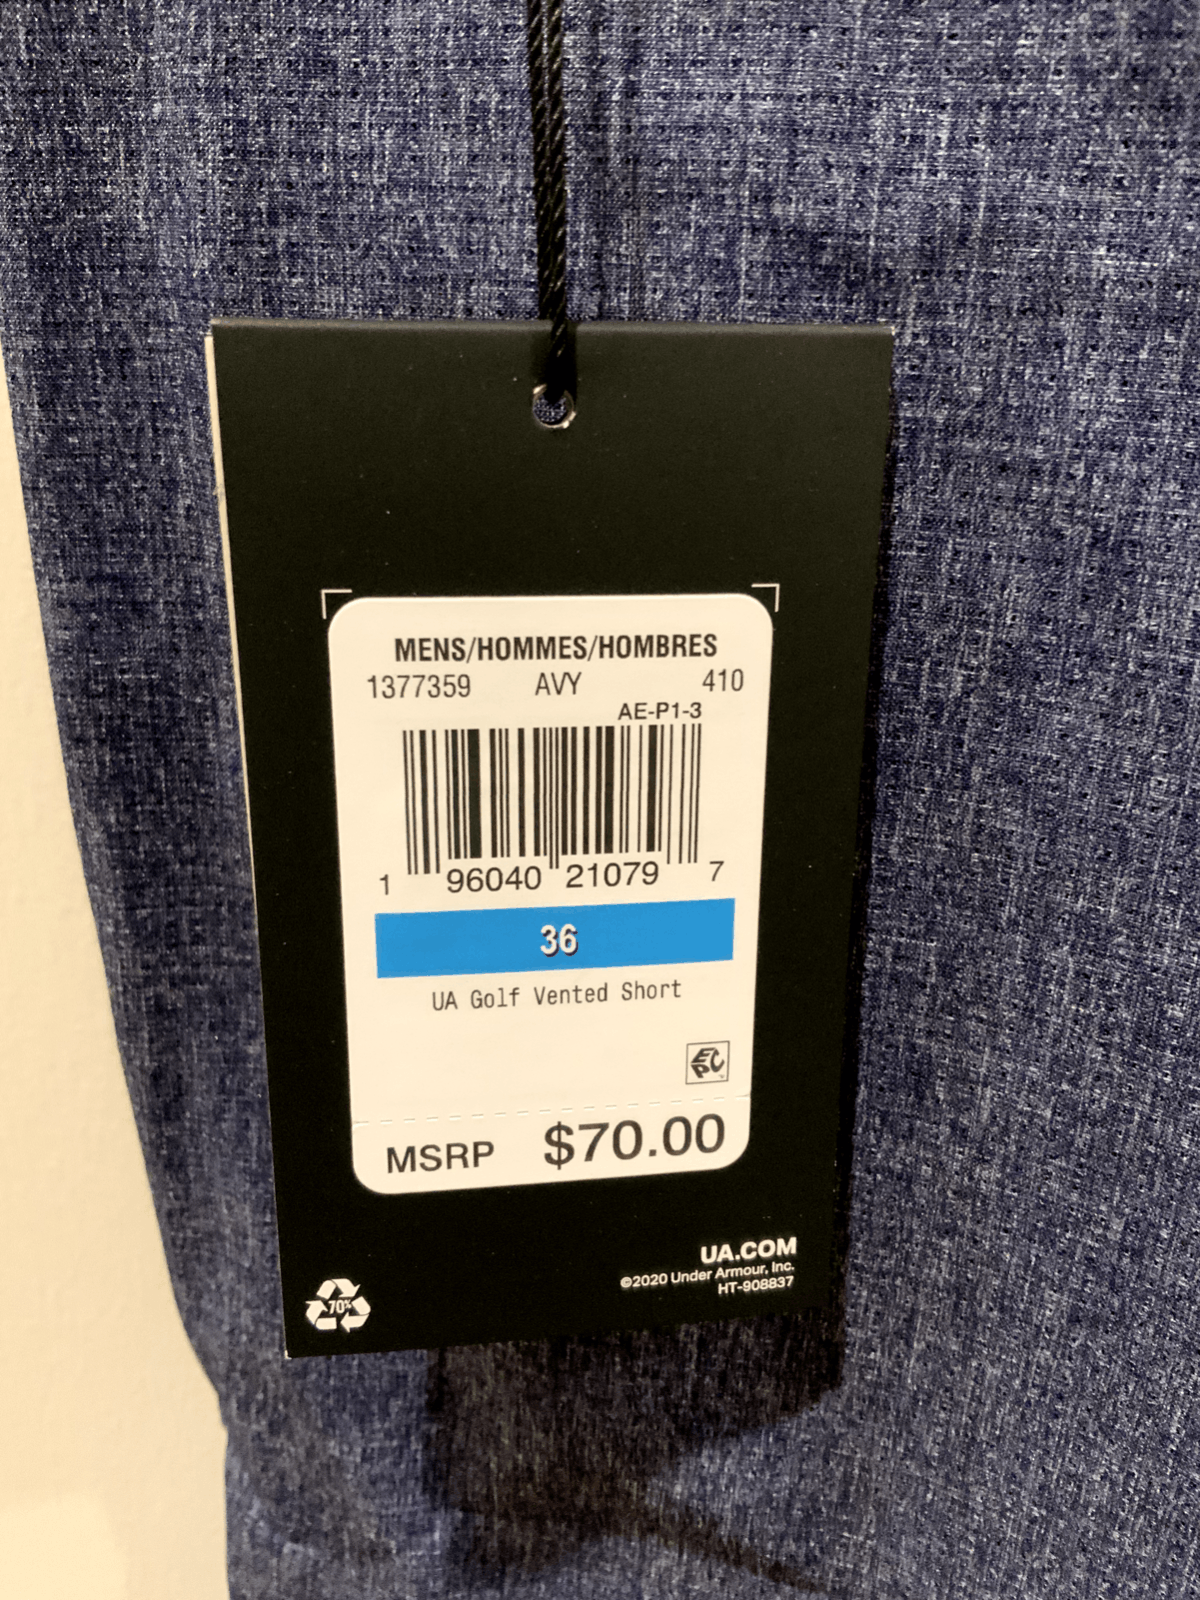 MENS/HOMMES/HOMBRES
1377359 AVY 410
AE-P1-3
1 96040 21079 7
36
UA Golf Vented Short
EPC
MSRP $70.00
UA.COM
©2020 Under Armour, Inc.
HT-908837
70%